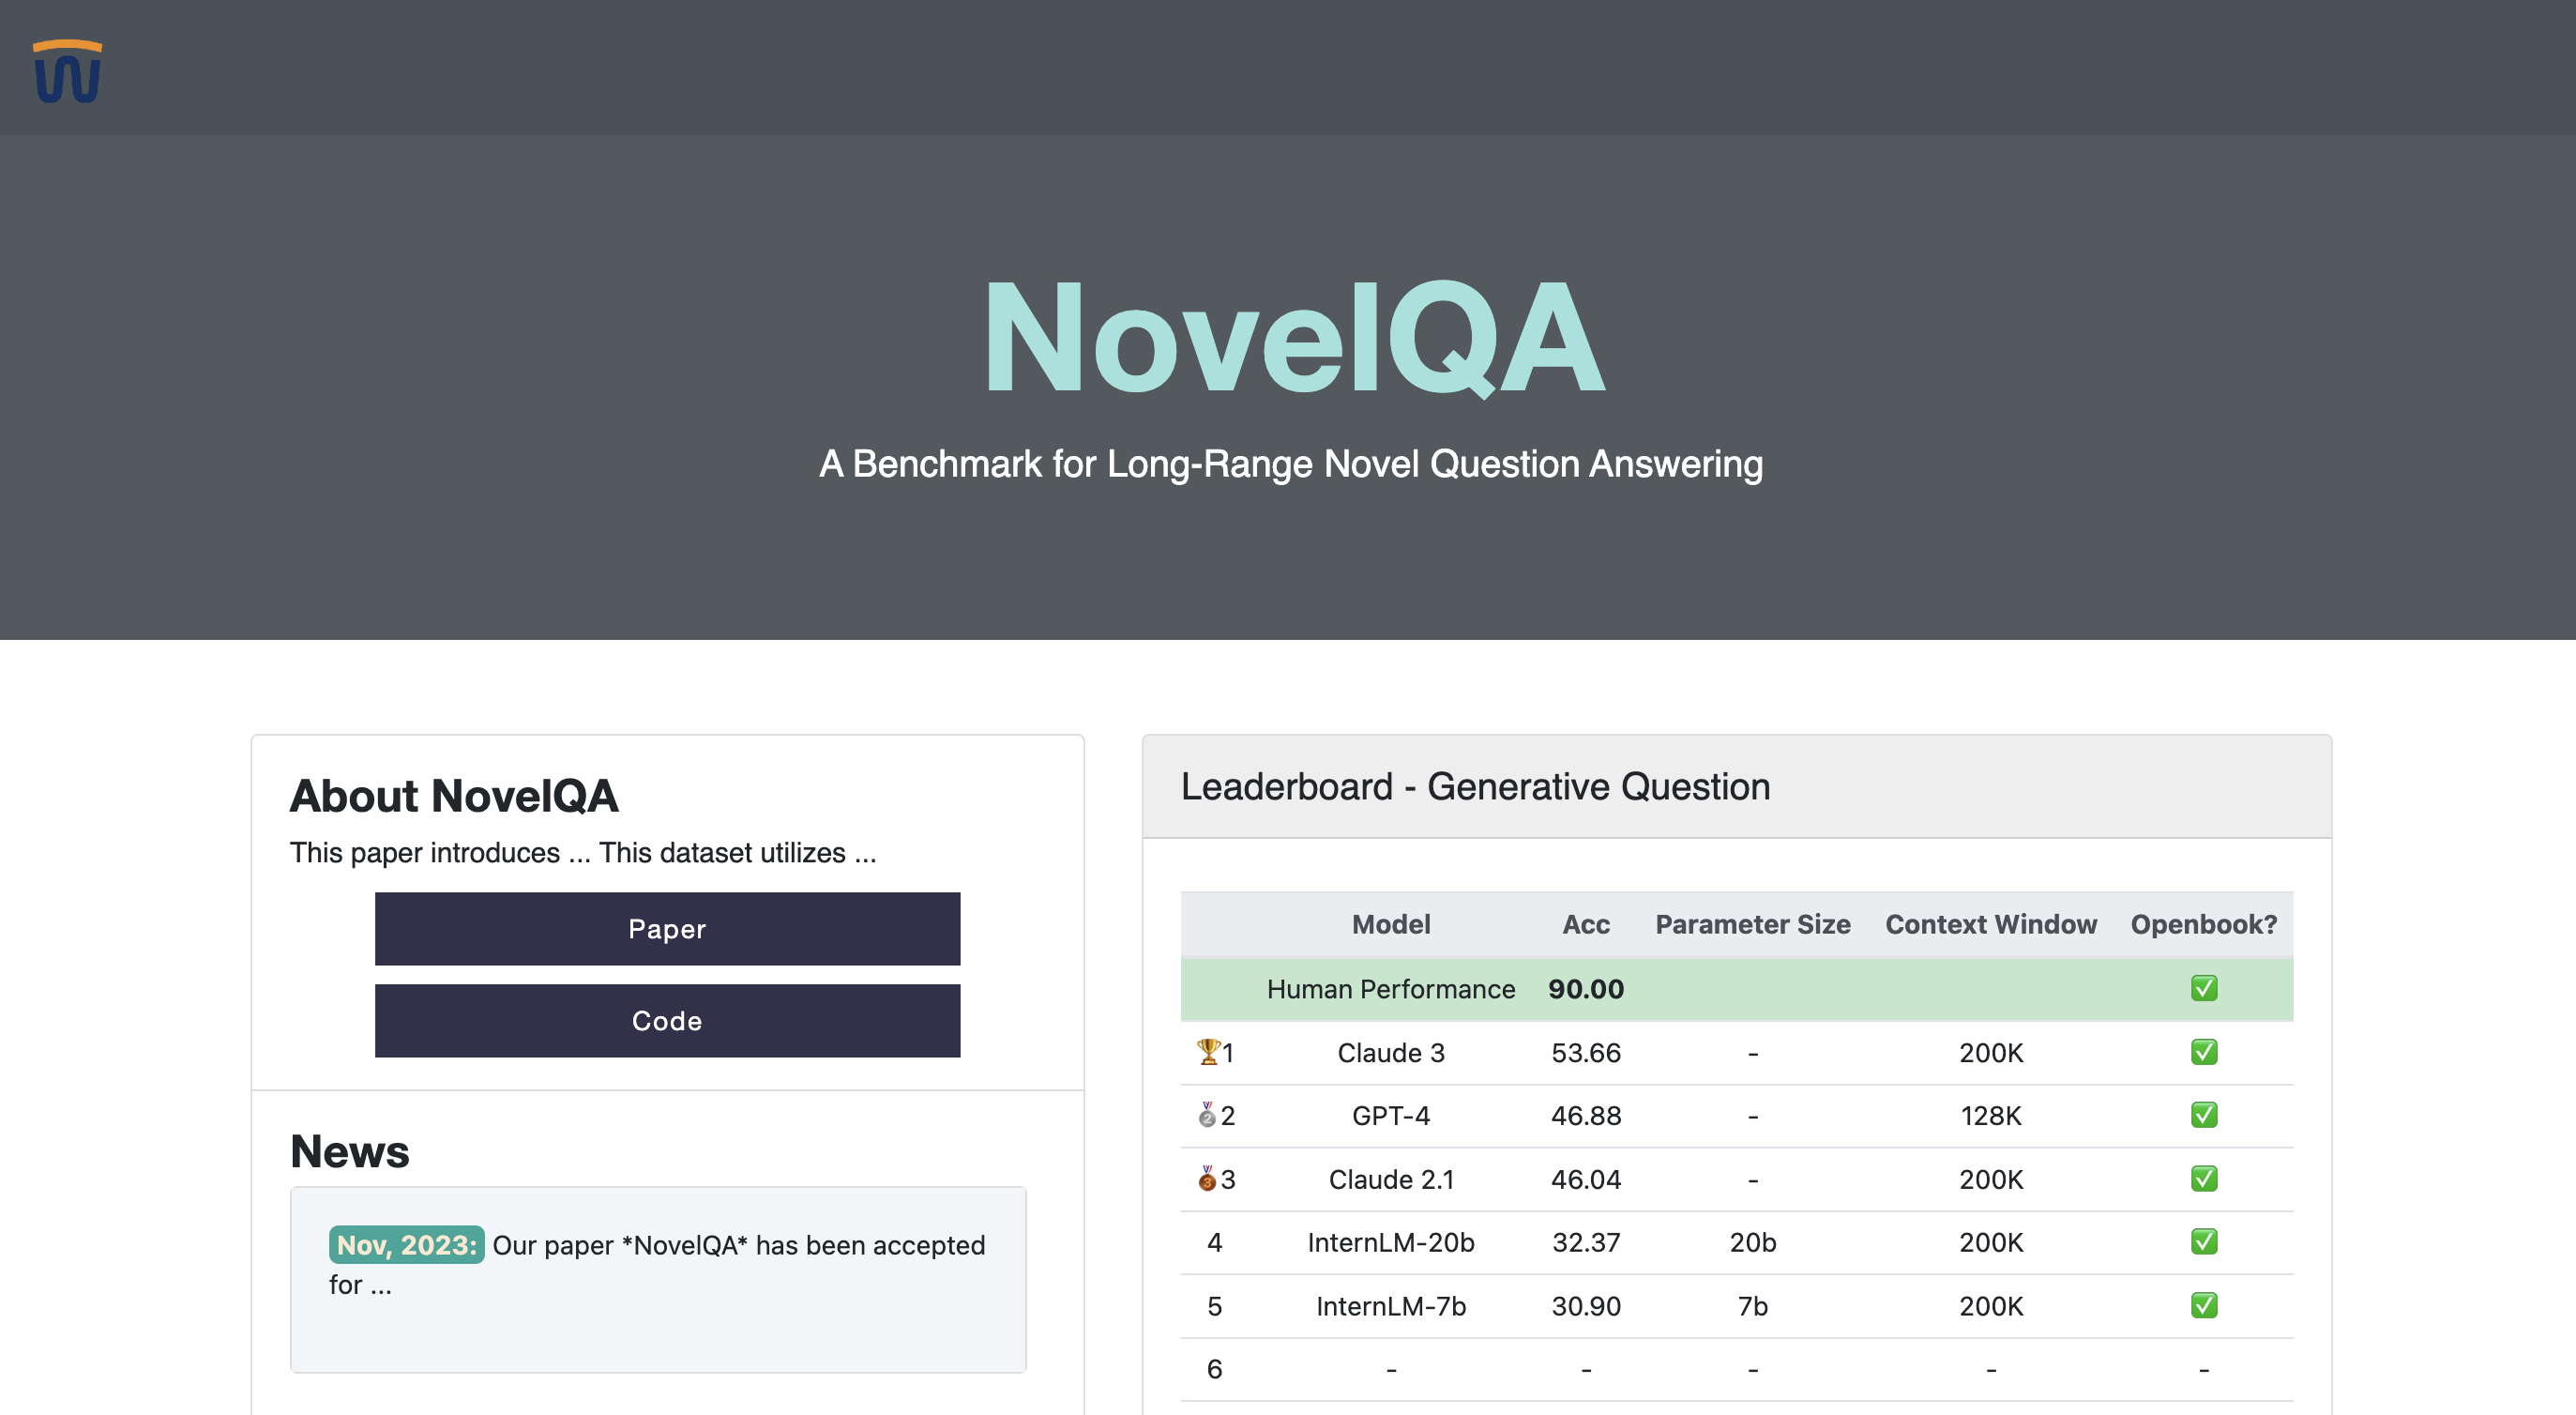 NovelQA
A Benchmark for Long-Range Novel Question Answering
About NovelQA
This paper introduces ... This dataset utilizes ...
Paper
Code
News
Nov, 2023: Our paper *NovelQA* has been accepted
for ...
Leaderboard - Generative Question
Model Acc Parameter Size Context Window Openbook?
Human Performance 90.00 ✅
🏆1 Claude 3 53.66 - 200K ✅
🥈2 GPT-4 46.88 - 128K ✅
🥉3 Claude 2.1 46.04 - 200K ✅
4 InternLM-20b 32.37 20b 200K ✅
5 InternLM-7b 30.90 7b 200K ✅
6 - - - - -